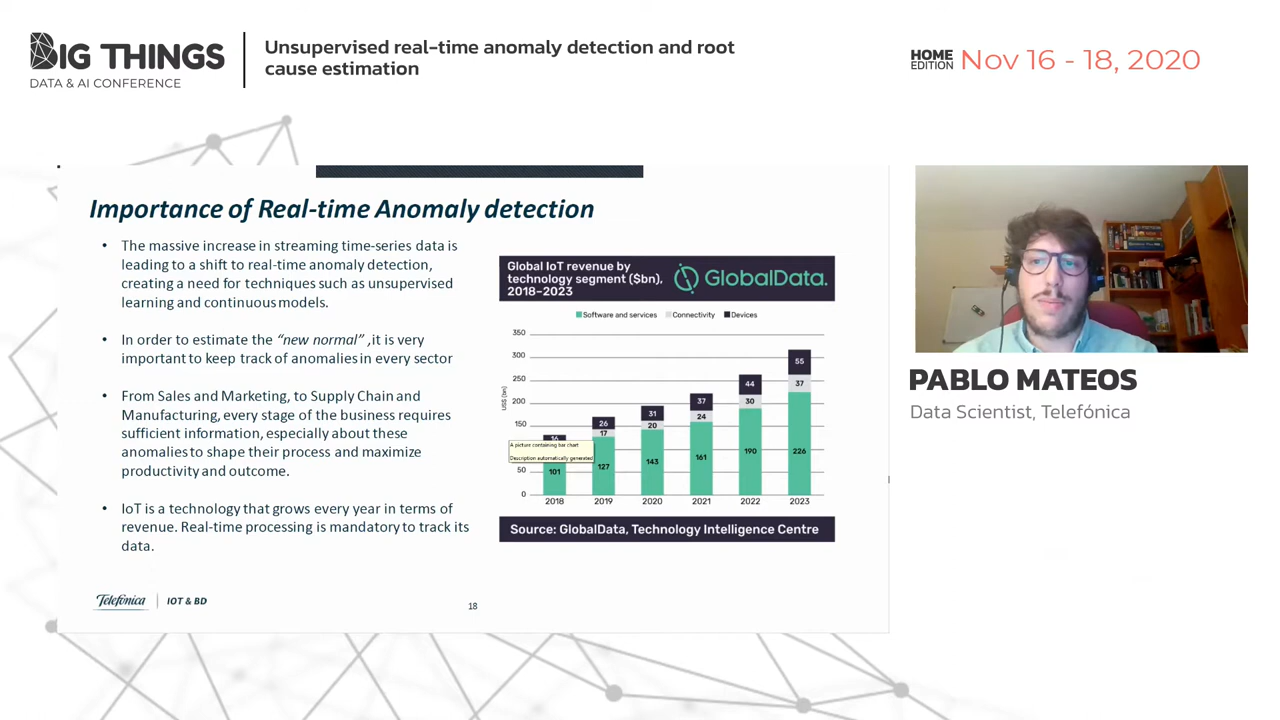 BIG THINGS
DATA & AI CONFERENCE
Unsupervised real-time anomaly detection and root
cause estimation
HOME
EDITION
Nov 16 - 18, 2020
Importance of Real-time Anomaly detection
• The massive increase in streaming time-series data is
leading to a shift to real-time anomaly detection,
creating a need for techniques such as unsupervised
learning and continuous models.
• In order to estimate the “new normal” ,it is very
important to keep track of anomalies in every sector
• From Sales and Marketing, to Supply Chain and
Manufacturing, every stage of the business requires
sufficient information, especially about these
anomalies to shape their process and maximize
productivity and outcome.
• IoT is a technology that grows every year in terms of
revenue. Real-time processing is mandatory to track its
data.
Global IoT revenue by
technology segment ($bn),
2018–2023
GlobalData.
Software and services Connectivity Devices
US$ (bn)
350
300
250
200
150
50
0
101
26
17
127
31
20
143
37
24
161
44
30
190
55
37
226
A picture containing bar chart
Description automatically generated
2018 2019 2020 2021 2022 2023
Source: GlobalData, Technology Intelligence Centre
Telefónica
IOT & BD
18
PABLO MATEOS
Data Scientist, Telefónica